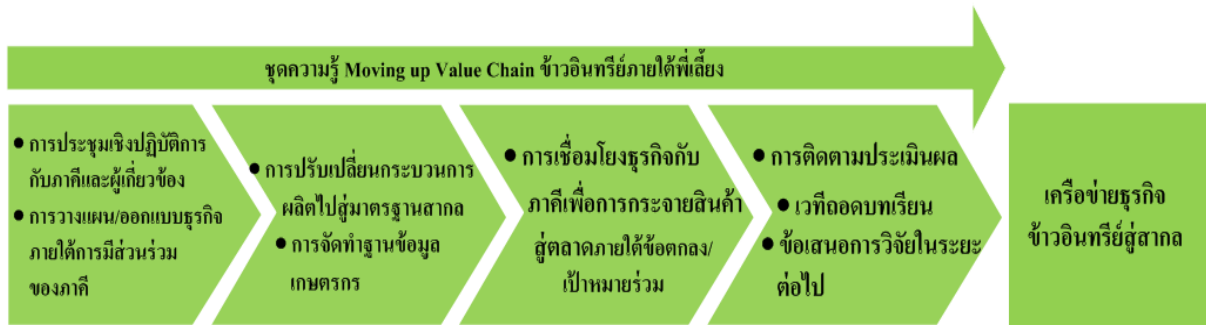 ชุดความรู้ Moving up Value Chain ข้าวอินทรีย์ภายใต้พี่เลี้ยง
● การประชุมเชิงปฏิบัติการ
กับภาคีและผู้เกี่ยวข้อง
● การวางแผน/ออกแบบธุรกิจ
ภายใต้การมีส่วนร่วม
ของภาคี
● การปรับเปลี่ยนกระบวนการ
ผลิตไปสู่มาตรฐานสากล
● การจัดทำฐานข้อมูล
เกษตรกร
● การเชื่อมโยงธุรกิจกับ
ภาคีเพื่อการกระจายสินค้า
สู่ตลาดภายใต้ข้อตกลง/
เป้าหมายร่วม
● การติดตามประเมินผล
● เวทีถอดบทเรียน
● ข้อเสนอการวิจัยในระยะ
ต่อไป
เครือข่ายธุรกิจ
ข้าวอินทรีย์สู่สากล